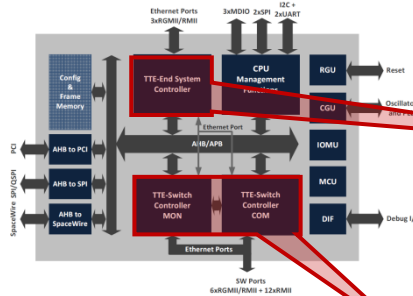 Ethernet Ports
3xRGMII/RMII
3xMDIO 2xSPI
I2C +
2xUART
Config
&
Frame
Memory
TTE-End System
Controller
CPU
Management
RGU
Reset
CGU
Oscillator
Ethernet Port
PCI
AHB to PCI
AHB/APB
IOMU
SPI/QSPI
AHB to SPI
TTE-Switch
Controller
MON
TTE-Switch
Controller
COM
MCU
SpaceWire
AHB to
SpaceWire
DIF
Debug I/
Ethernet Ports
SW Ports
6xRGMII/RMII + 12xRMII